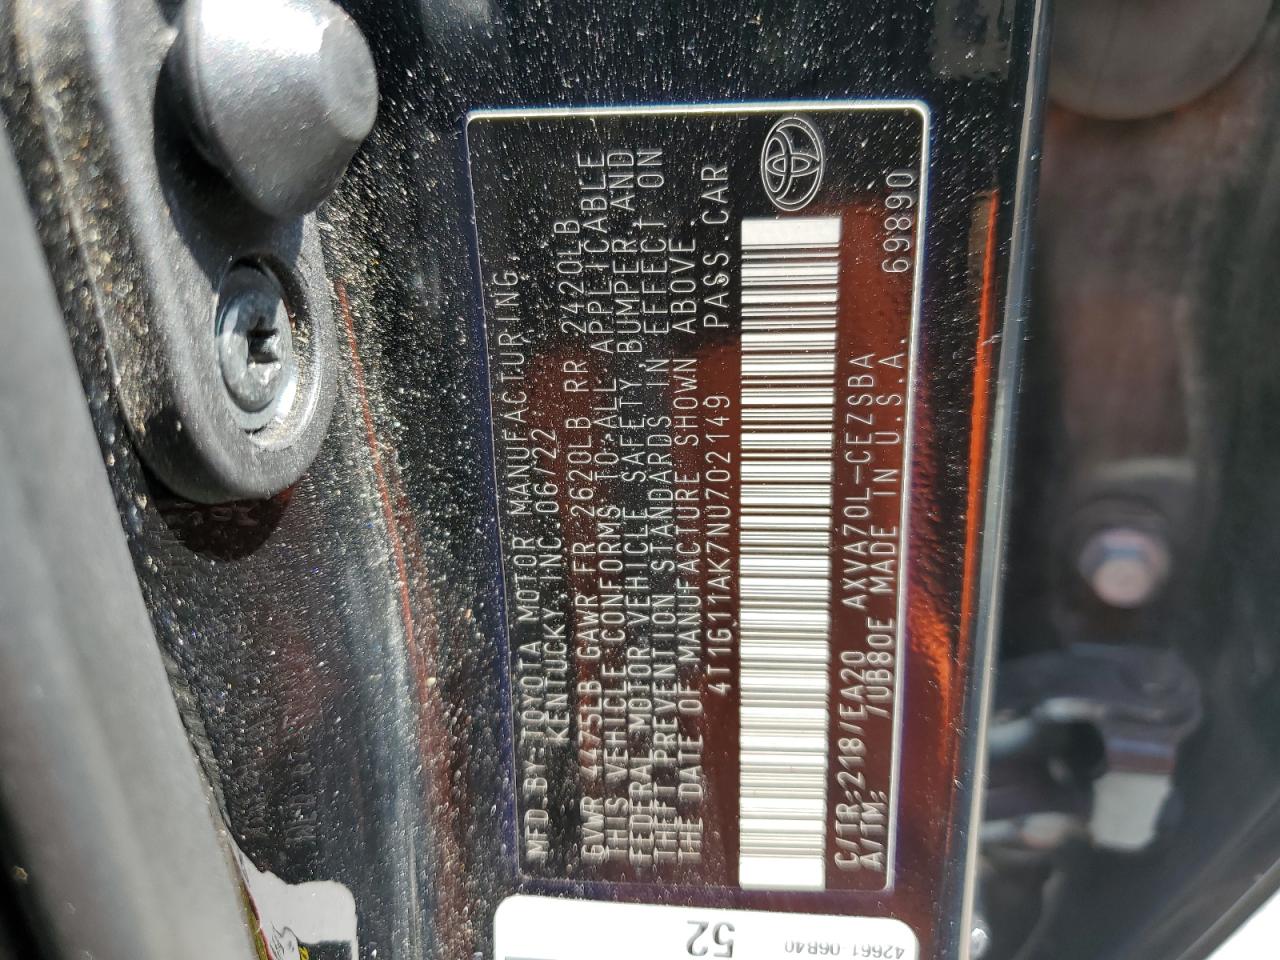 MFD.BY:TOYOTA MOTOR MANUFACTURING,
KENTUCKY,INC.06/22
GVWR 4475LB GAWR FR 2620LB RR 2420LB
THIS VEHICLE CONFORMS TO ALL APPLICABLE
FEDERAL MOTOR VEHICLE SAFETY,BUMPER,AND
THEFT PREVENTION STANDARDS IN EFFECT ON
THE DATE OF MANUFACTURE SHOWN ABOVE.
4T1G11AK7NU702149 PASS.CAR
C/TR:218/EA20 AXVA70L-CEZSBA
A/TM: /UB80E MADE IN U.S.A. 69890
52
42661-06B40